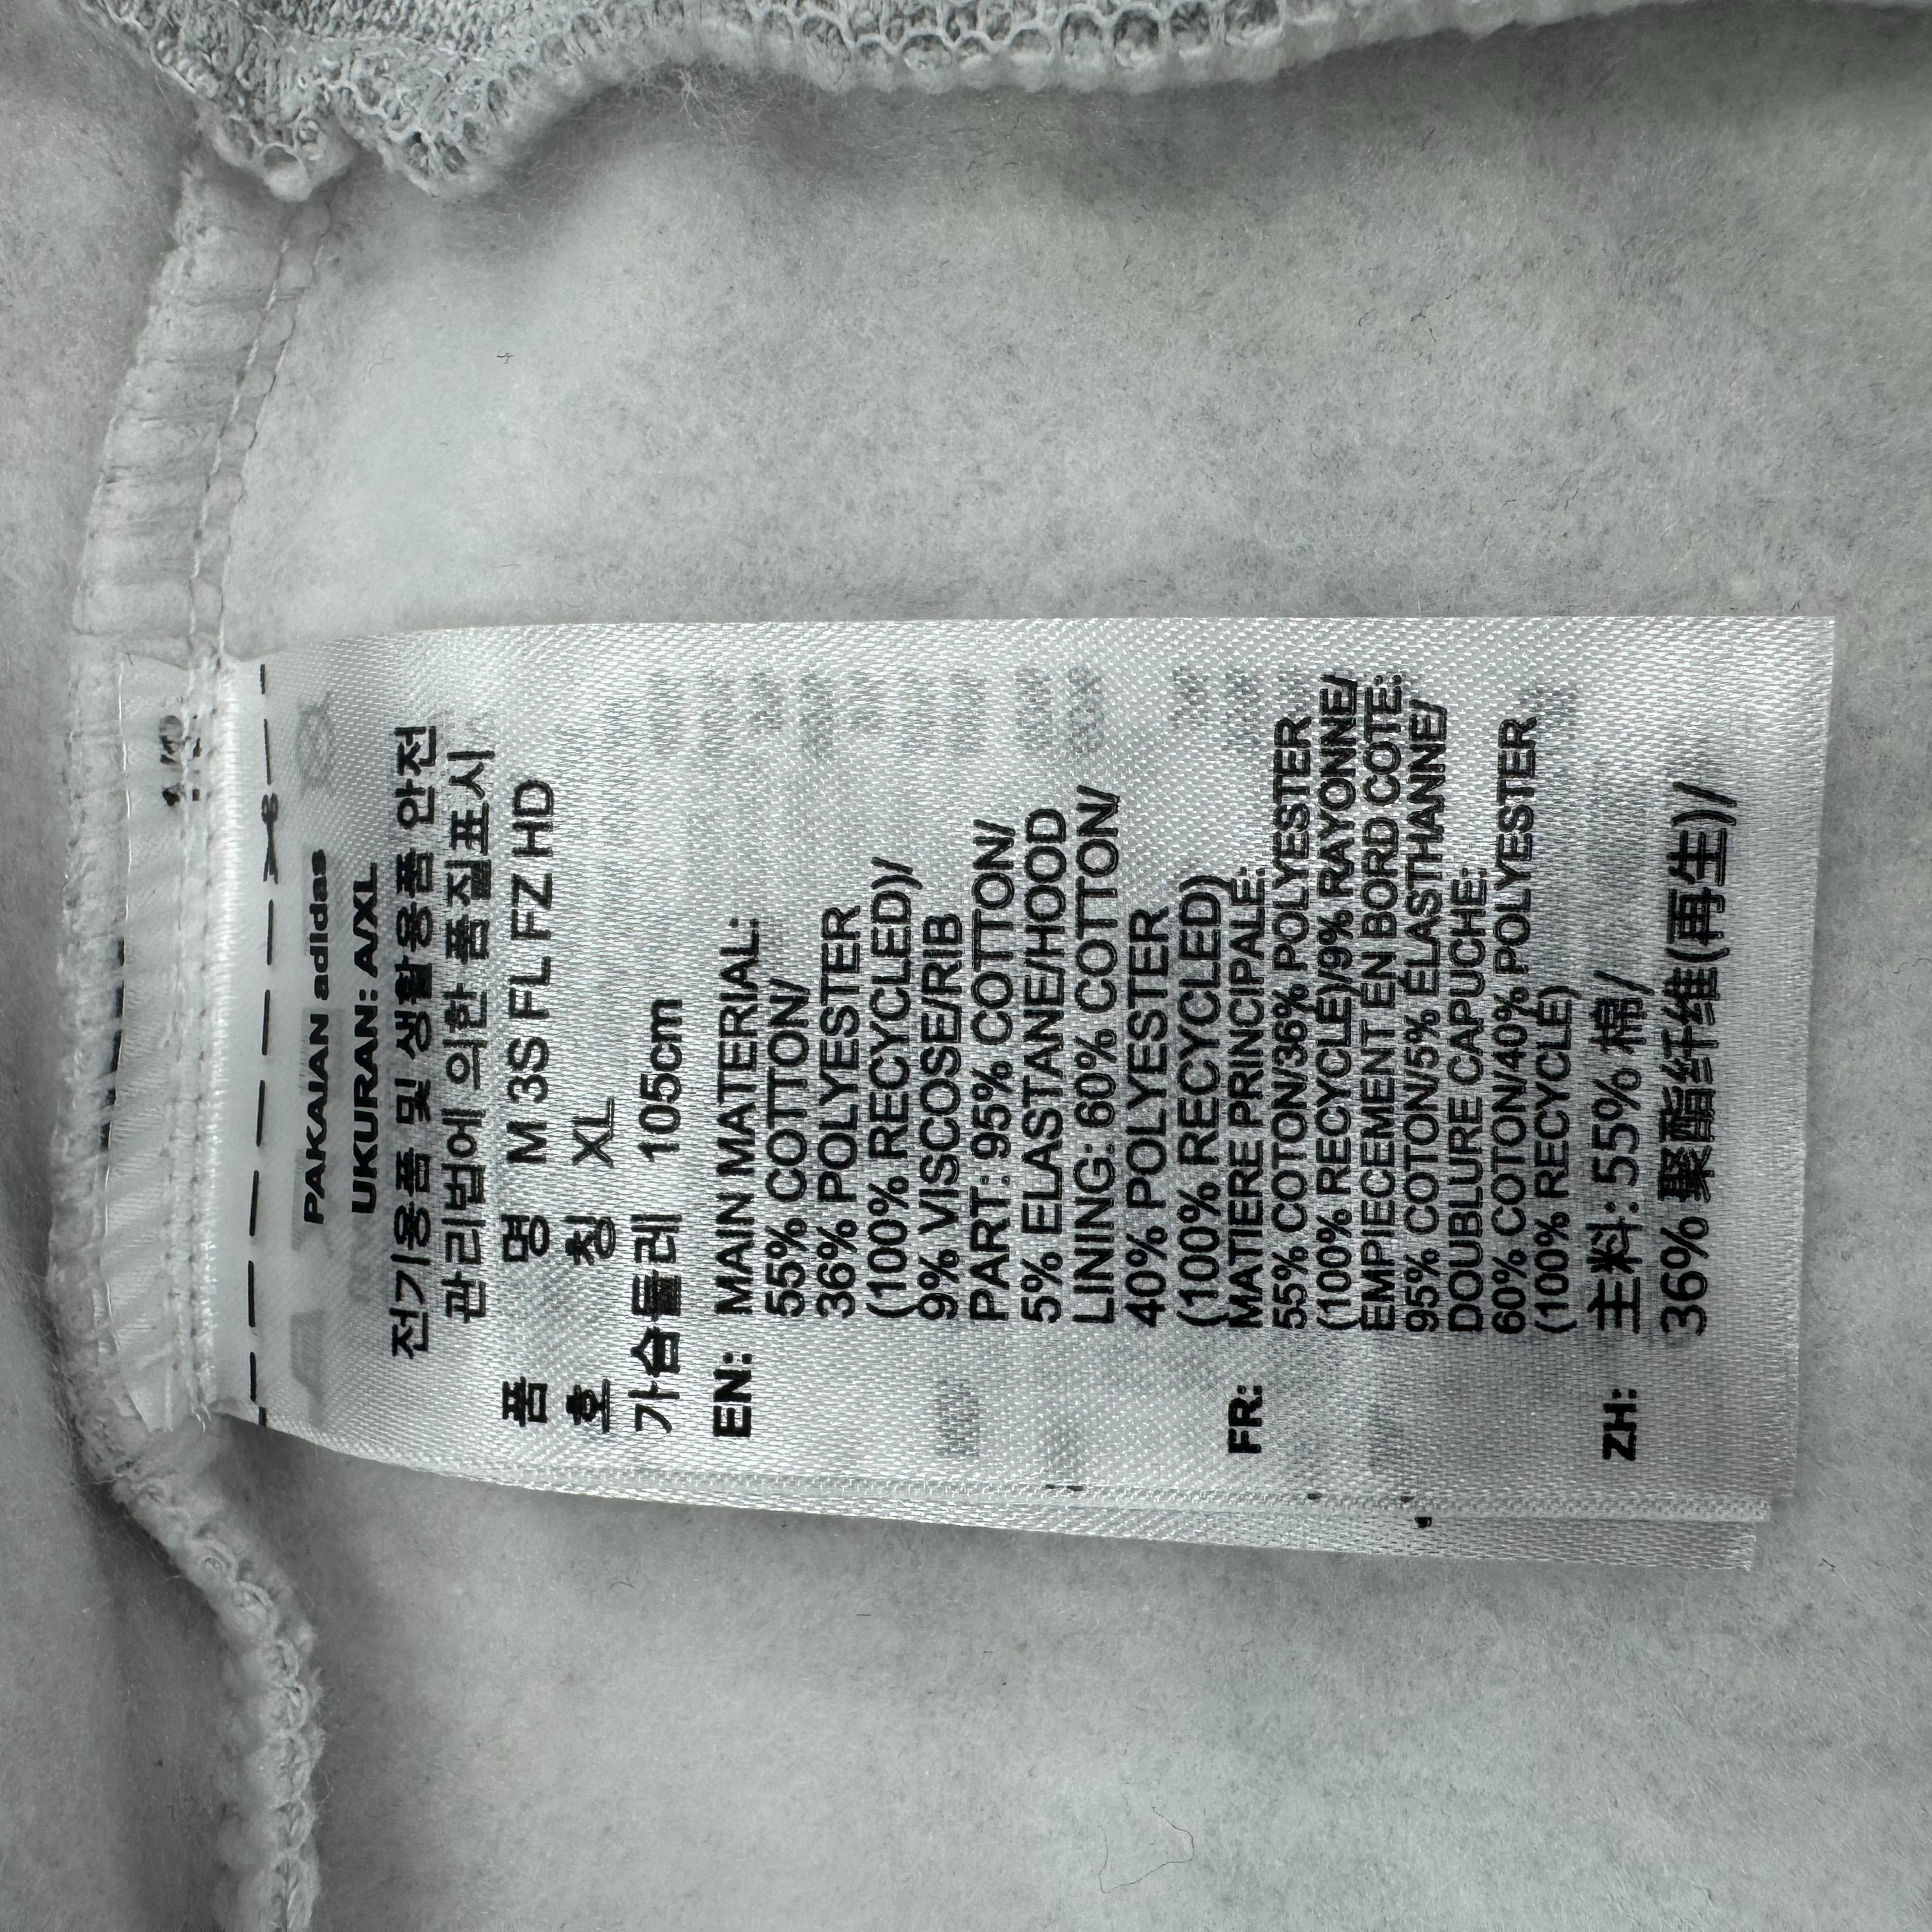 PAKAIAN adidas
UKURAN: A/XL
전기용품 및 생활용품 안전
관리법에 의한 품질표시
품 명 M 3S FL FZ HD
호 칭 XL
가슴둘레 105cm
EN: MAIN MATERIAL:
55% COTTON/
36% POLYESTER
(100% RECYCLED)/
9% VISCOSE/RIB
PART: 95% COTTON/
5% ELASTANE/HOOD
LINING: 60% COTTON/
40% POLYESTER
(100% RECYCLED)
FR: MATIERE PRINCIPALE:
55% COTON/36% POLYESTER
(100% RECYCLE)/9% RAYONNE/
EMPIECEMENT EN BORD COTE:
95% COTON/5% ELASTHANNE/
DOUBLURE CAPUCHE:
60% COTON/40% POLYESTER
(100% RECYCLE)
ZH: 主料: 55% 棉/
36% 聚酯纤维(再生)/